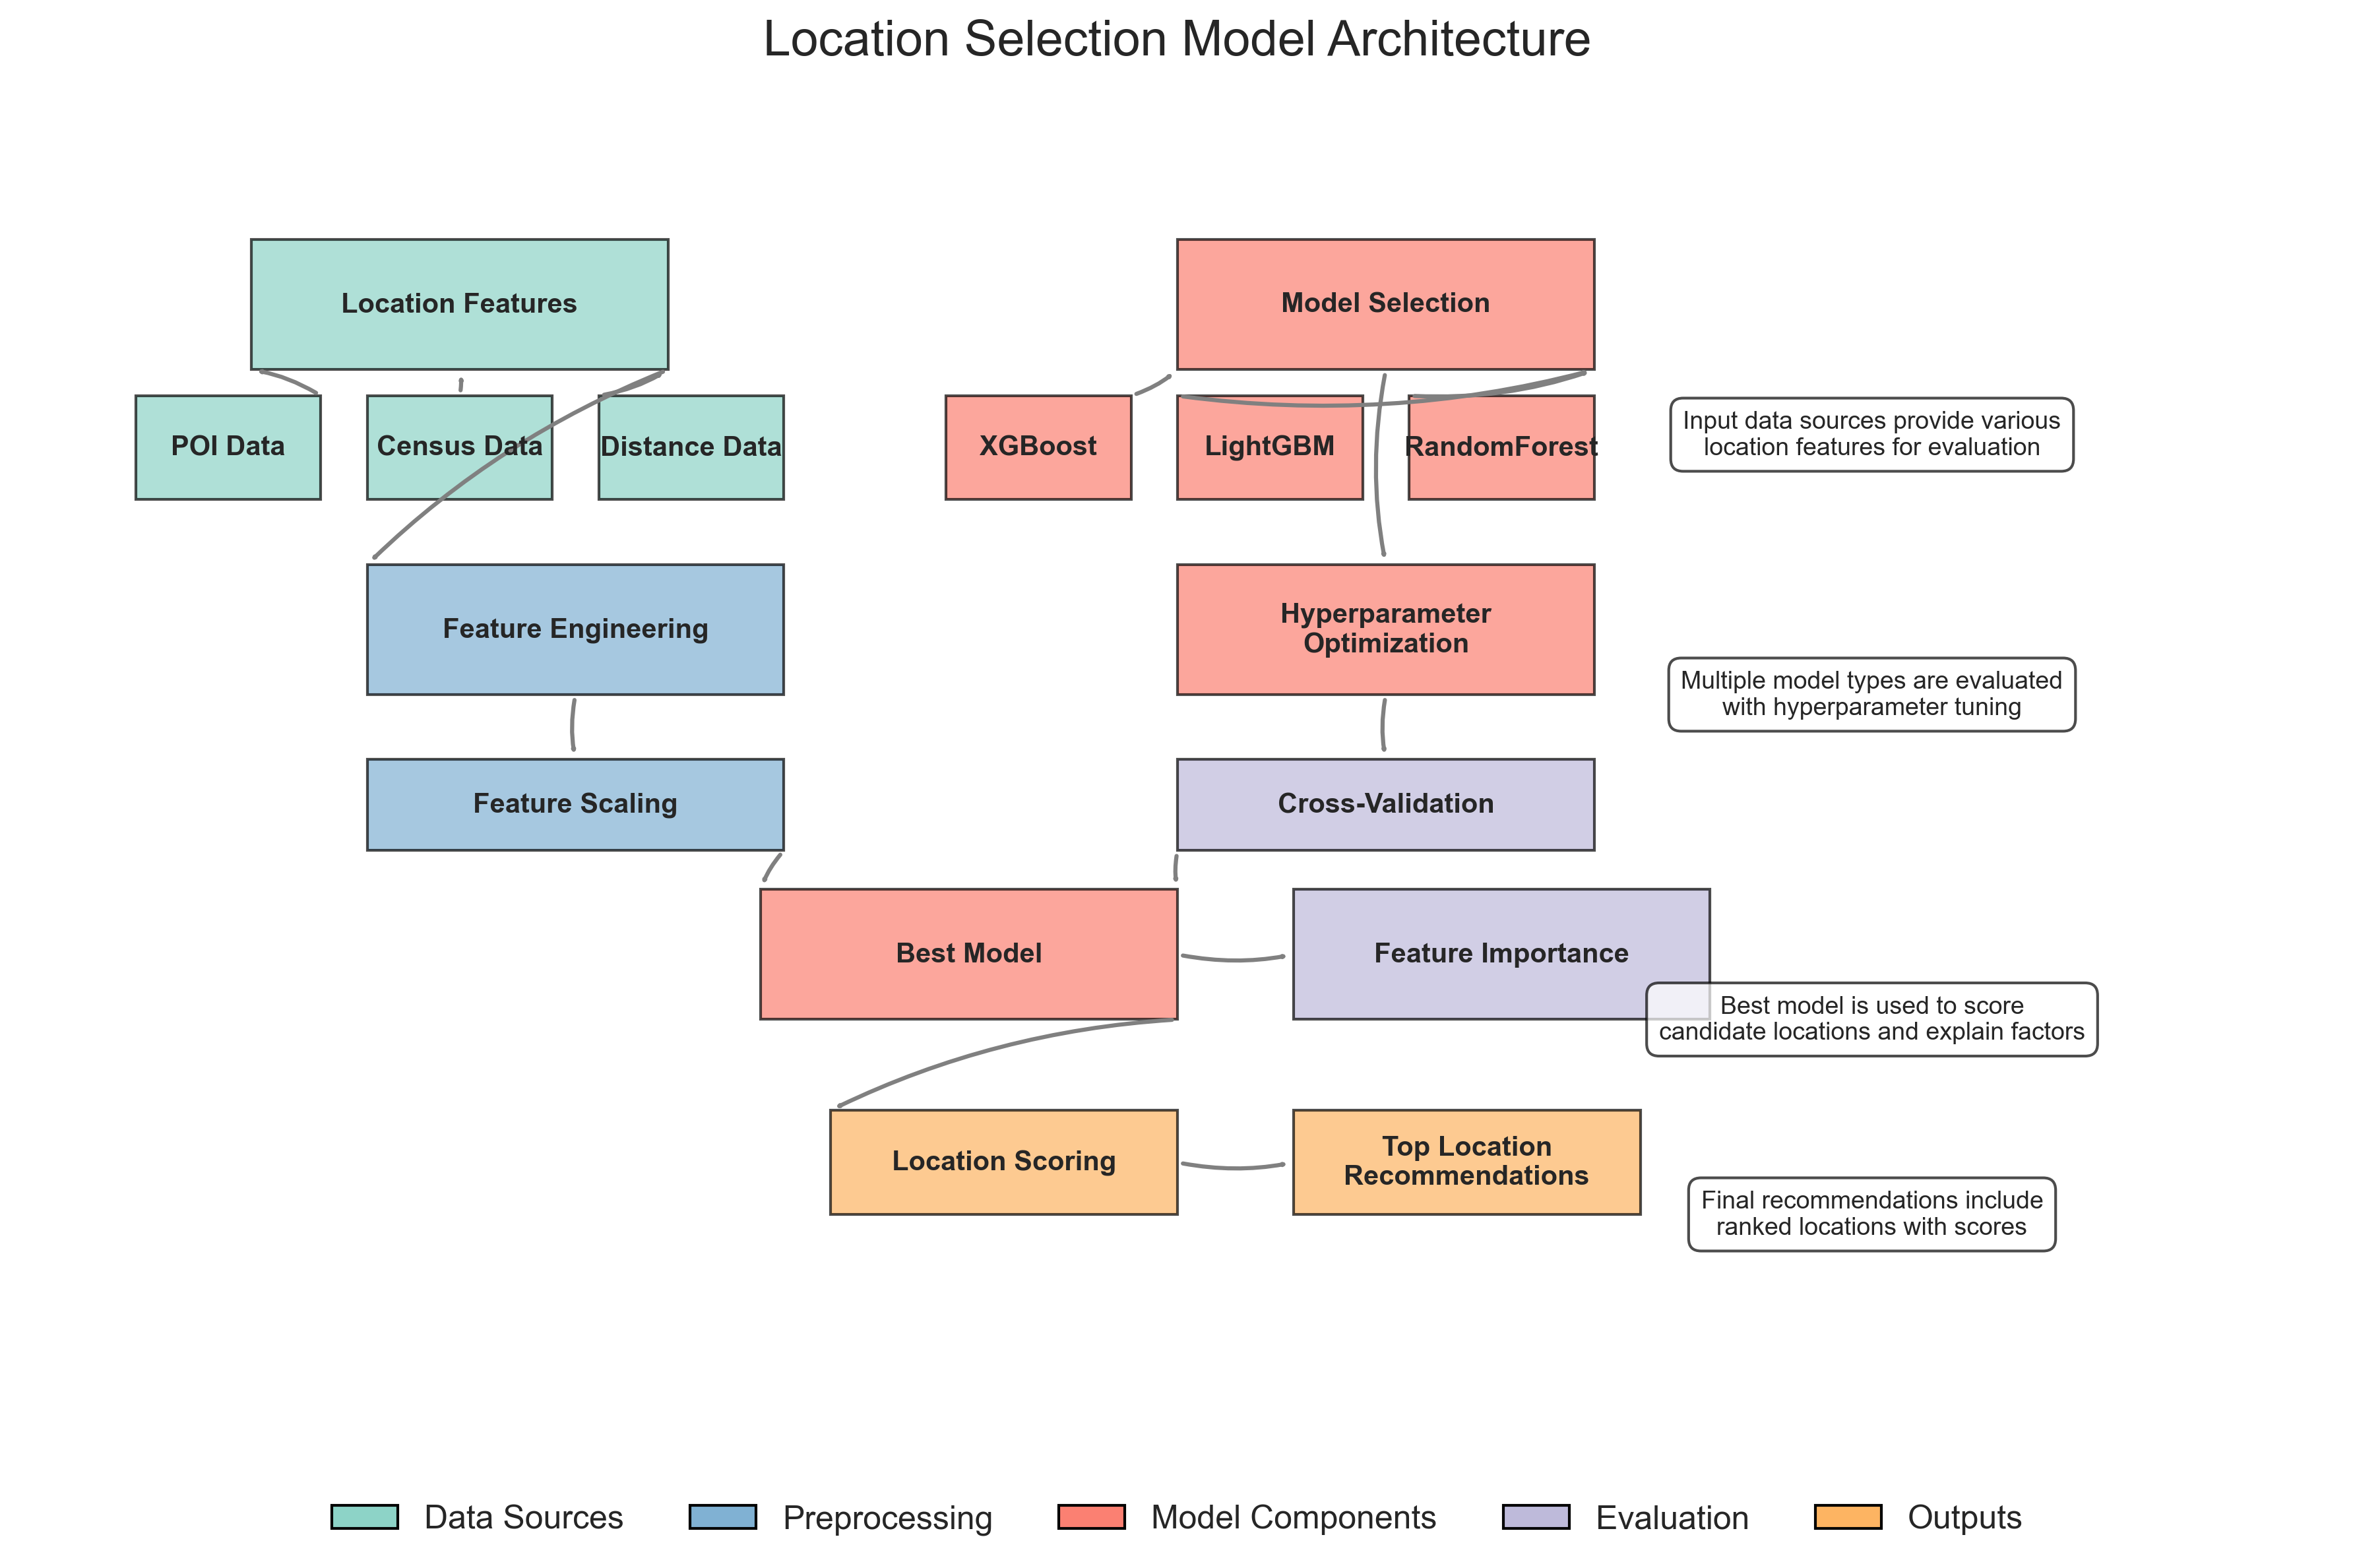 Location Selection Model Architecture
Location Features
Model Selection
POI Data
Census Data
Distance Data
XGBoost
LightGBM
RandomForest
Input data sources provide various
location features for evaluation
Feature Engineering
Hyperparameter
Optimization
Multiple model types are evaluated
with hyperparameter tuning
Feature Scaling
Cross-Validation
Best Model
Feature Importance
Best model is used to score
candidate locations and explain factors
Location Scoring
Top Location
Recommendations
Final recommendations include
ranked locations with scores
Data Sources
Preprocessing
Model Components
Evaluation
Outputs